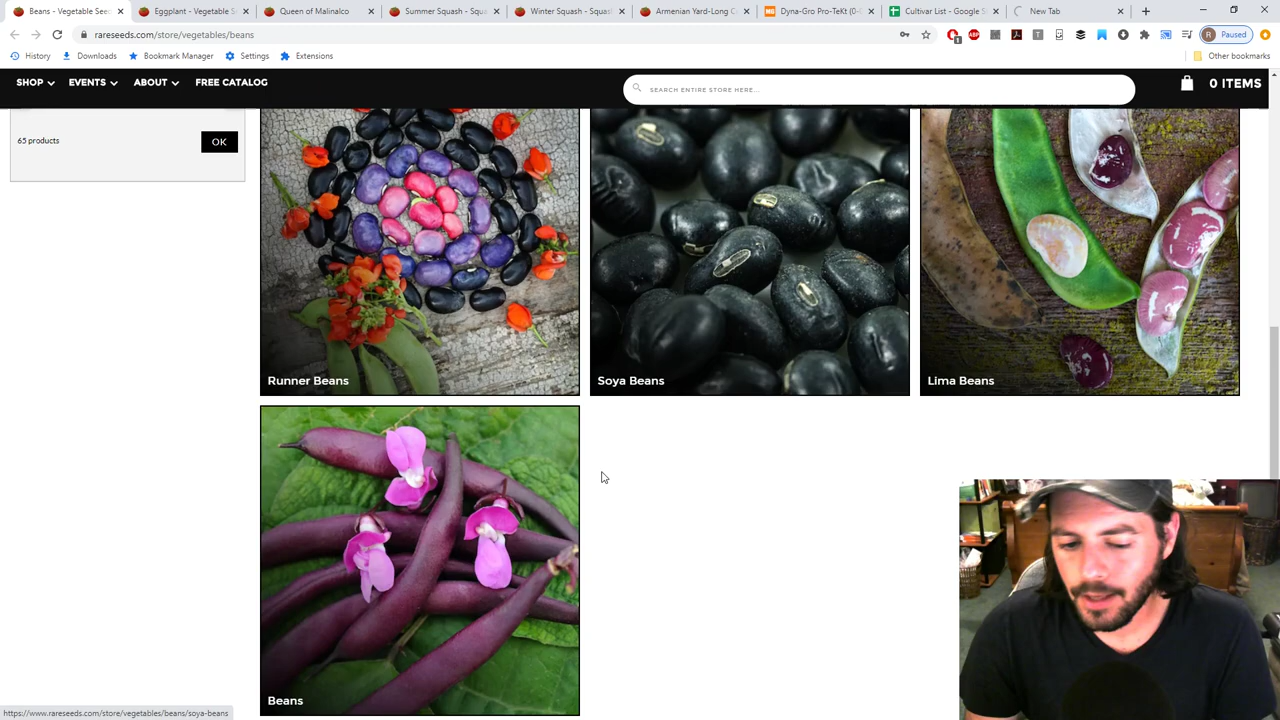 Beans - Vegetable Seed
Eggplant - Vegetable Se
Queen of Malinalco
Summer Squash - Squa
Winter Squash - Squash
Armenian Yard-Long C
Dyna-Gro Pro-TeKt (0-
Cultivar List - Google S
New Tab
rareseeds.com/store/vegetables/beans
Paused
History
Downloads
Bookmark Manager
Settings
Extensions
Other bookmarks
SHOP
EVENTS
ABOUT
FREE CATALOG
SEARCH ENTIRE STORE HERE...
0 ITEMS
65 products
OK
Runner Beans
Soya Beans
Lima Beans
Beans
https://www.rareseeds.com/store/vegetables/beans/soya-beans